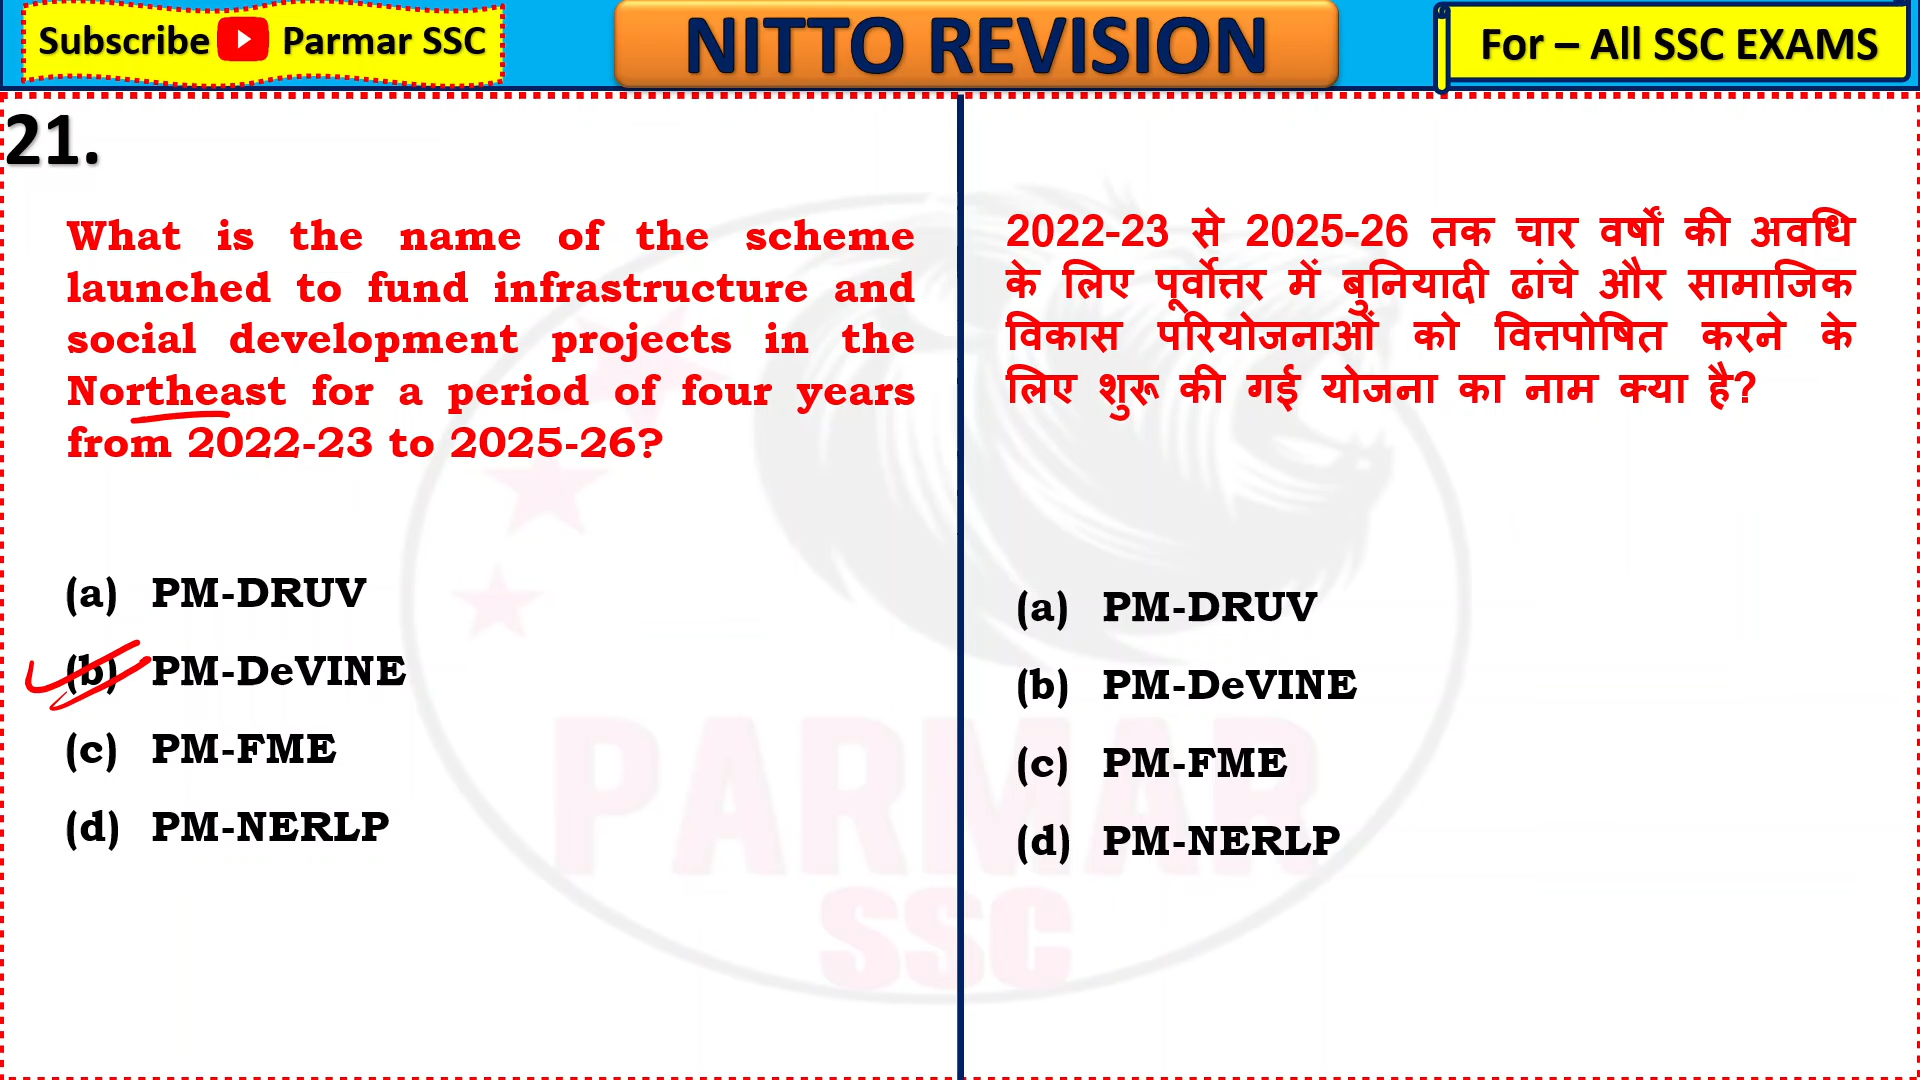 Subscribe Parmar SSC
NITTO REVISION
For – All SSC EXAMS
21.
What is the name of the scheme
launched to fund infrastructure and
social development projects in the
Northeast for a period of four years
from 2022-23 to 2025-26?
(a) PM-DRUV
(b) PM-DeVINE
(c) PM-FME
(d) PM-NERLP
2022-23 से 2025-26 तक चार वर्षों की अवधि
के लिए पूर्वोत्तर में बुनियादी ढांचे और सामाजिक
विकास परियोजनाओं को वित्तपोषित करने के
लिए शुरू की गई योजना का नाम क्या है?
(a) PM-DRUV
(b) PM-DeVINE
(c) PM-FME
(d) PM-NERLP
PARMAR
SSC